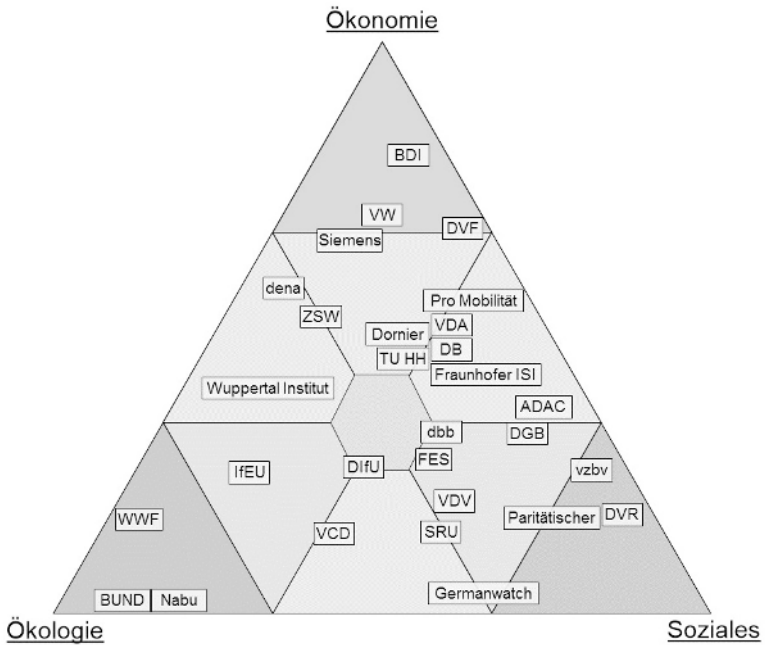 Ökonomie
BDI
VW
DVF
Siemens
dena
Pro Mobilität
ZSW
VDA
Dornier
DB
TU HH
Fraunhofer ISI
Wuppertal Institut
ADAC
dbb
DGB
FES
DIfU
IfEU
vzbv
VDV
WWF
Paritätischer
DVR
VCD
SRU
Germanwatch
BUND
Nabu
Ökologie
Soziales